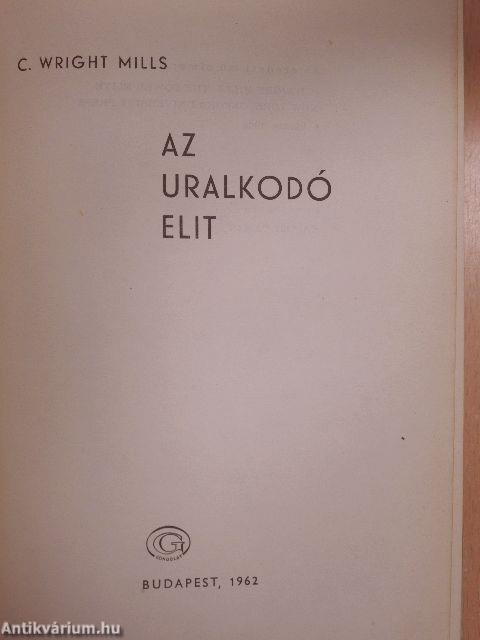 C. WRIGHT MILLS
AZ
URALKODÓ
ELIT
G
GONDOLAT
BUDAPEST, 1962
Antikvárium.hu